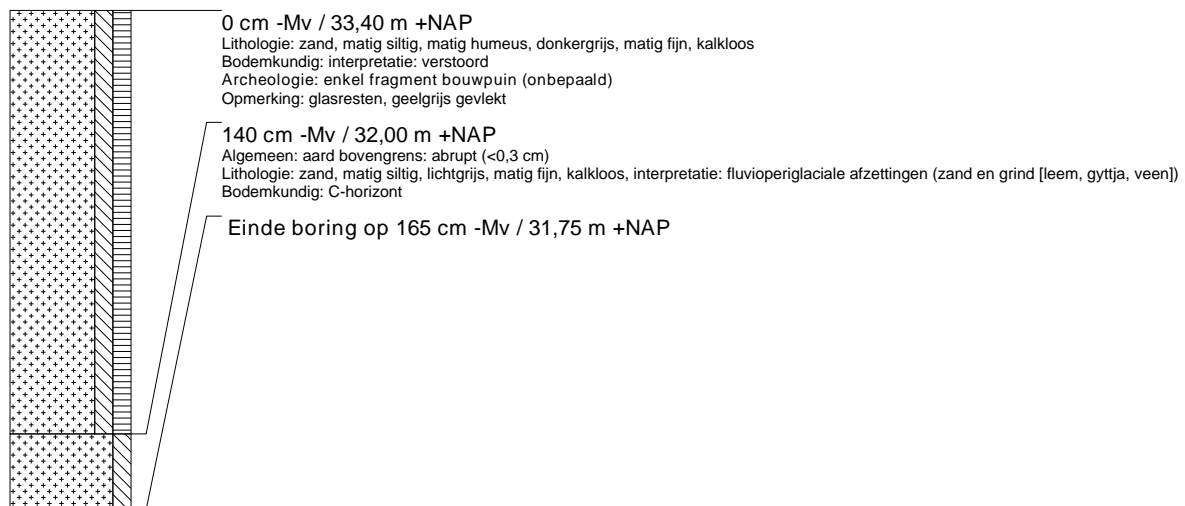 0 cm -Mv / 33,40 m +NAP
Lithologie: zand, matig siltig, matig humeus, donkergrijs, matig fijn, kalkloos
Bodemkundig: interpretatie: verstoord
Archeologie: enkel fragment bouwpuin (onbepaald)
Opmerking: glasresten, geelgrijs gevlekt
140 cm -Mv / 32,00 m +NAP
Algemeen: aard bovengrens: abrupt (<0,3 cm)
Lithologie: zand, matig siltig, lichtgrijs, matig fijn, kalkloos, interpretatie: fluvioperiglaciale afzettingen (zand en grind [leem, gyttja, veen])
Bodemkundig: C-horizont
Einde boring op 165 cm -Mv / 31,75 m +NAP